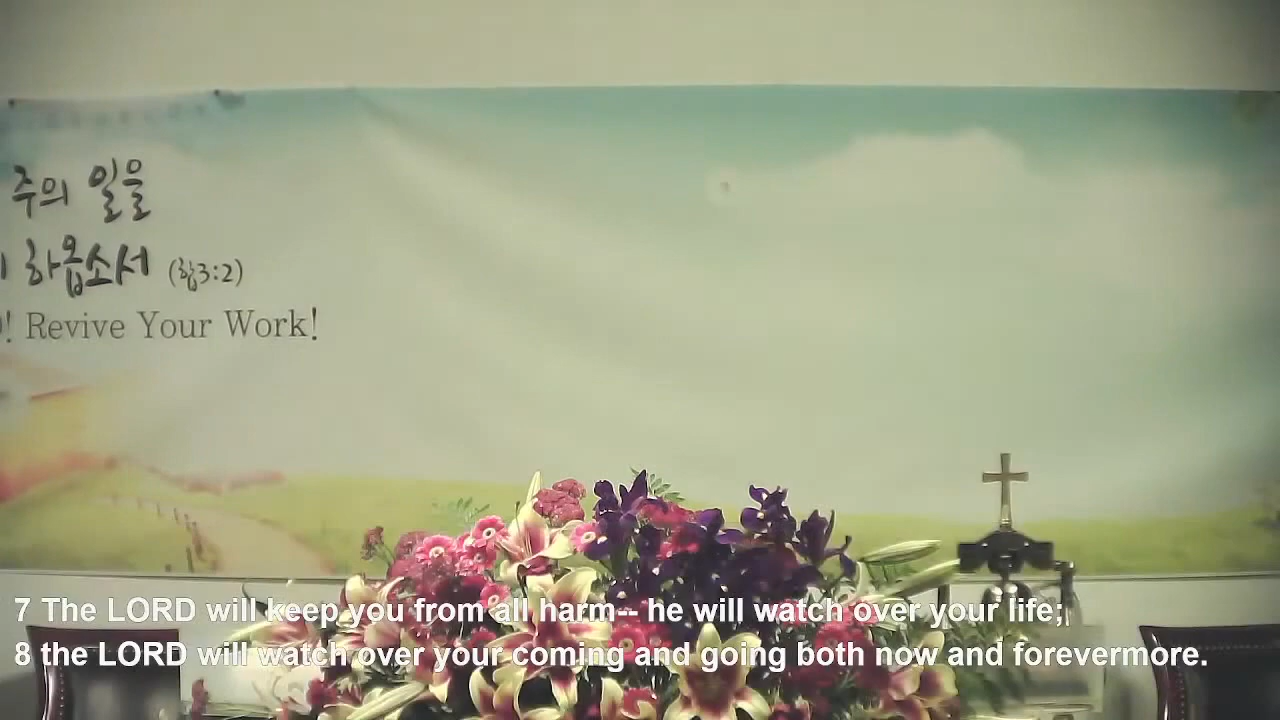 주의 일을
하옵소서 (합3:2)
! Revive Your Work!
7 The LORD will keep you from all harm-- he will watch over your life;
8 the LORD will watch over your coming and going both now and forevermore.